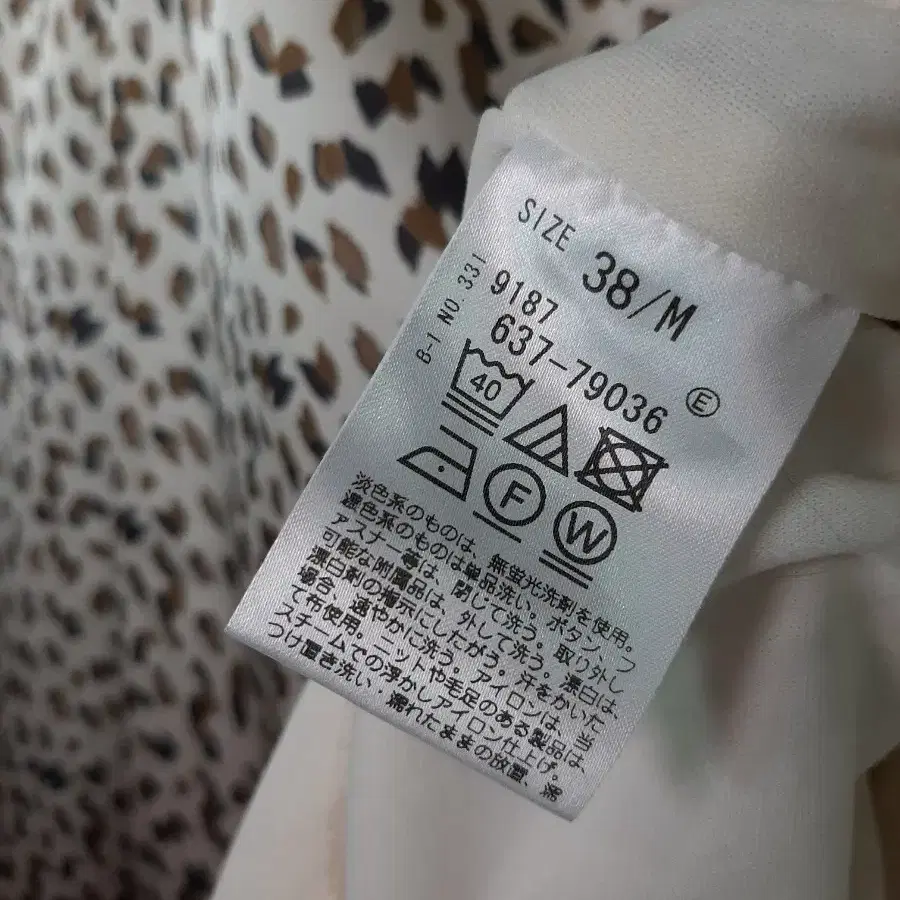 SIZE 38/M
B-1 NO.331
9187
637-79036
E
40
F
W
淡色系のものは、無蛍光洗剤を使用。
濃色系のものは単品洗い。ボタン、フ
ァスナー等は、閉じて洗う。取り外し
可能な附属品は、外して洗う。漂白は、
漂白剤の指示にしたがう。汗をかいた
場合、速やかに洗う。アイロンは、当
て布使用。ニットや毛足のある製品は、
スチームでの浮かしアイロン仕上げ。
つけ置き洗い・濡れたままの放置、濡